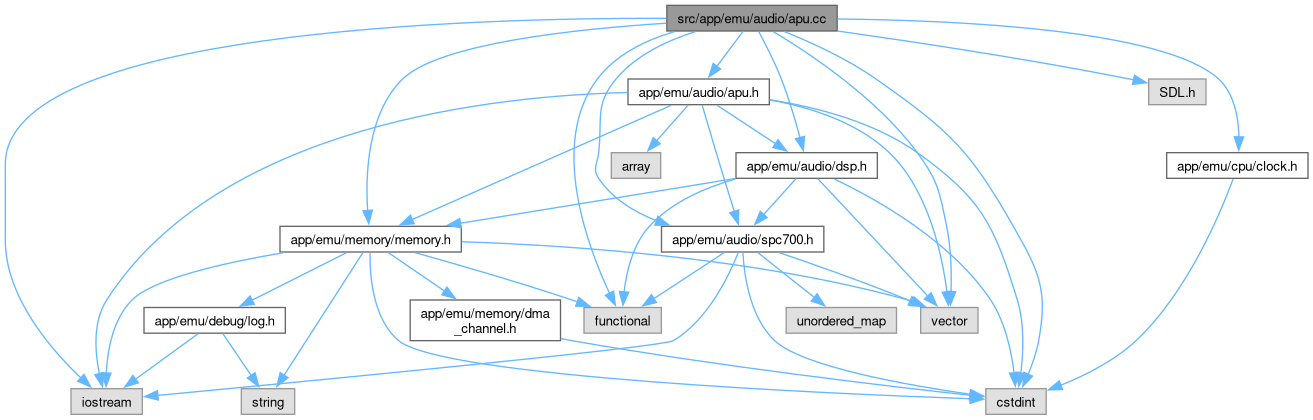 src/app/emu/audio/apu.cc
app/emu/audio/apu.h
SDL.h
array
app/emu/audio/dsp.h
app/emu/cpu/clock.h
app/emu/memory/memory.h
app/emu/audio/spc700.h
app/emu/debug/log.h
app/emu/memory/dma
_channel.h
functional
unordered_map
vector
iostream
string
cstdint